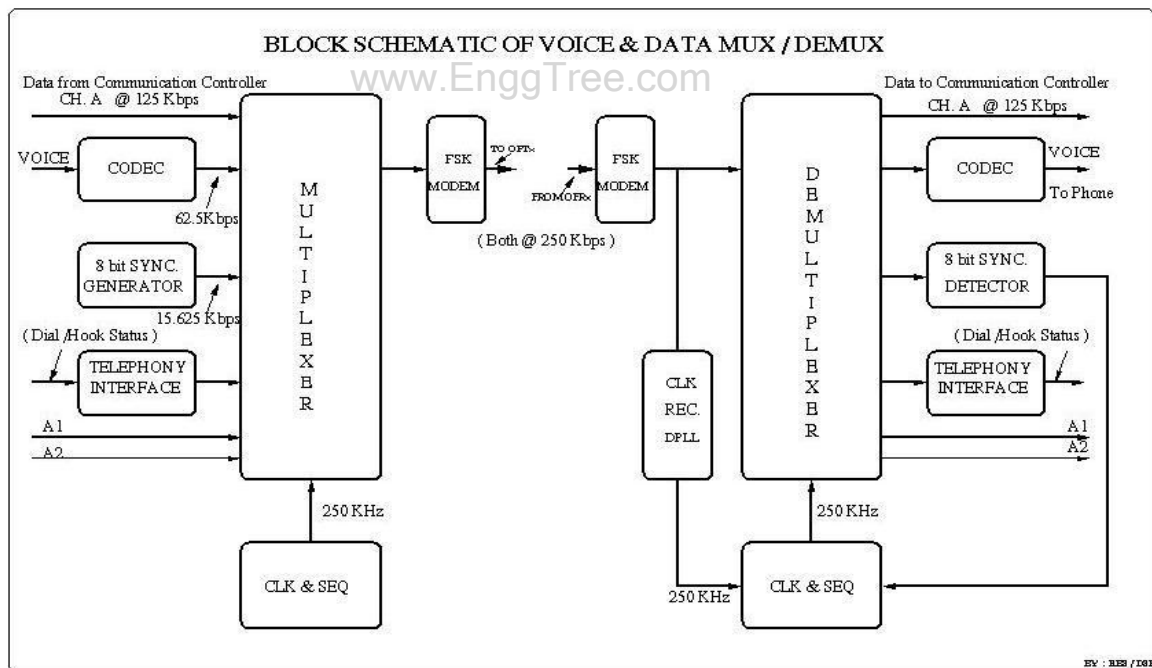 BLOCK SCHEMATIC OF VOICE & DATA MUX / DEMUX
www.EnggTree.com
Data from Communication Controller
CH. A @ 125 Kbps
VOICE
CODEC
62.5Kbps
8 bit SYNC.
GENERATOR
15.625 Kbps
( Dial /Hook Status )
TELEPHONY
INTERFACE
A1
A2
MULTIPLEXER
250 KHz
CLK & SEQ
FSK
MODEM
TO OPTx
FROM OFRx
FSK
MODEM
( Both @ 250 Kbps )
CLK
REC.
DPLL
250 KHz
DEMULTIPLEXER
250 KHz
CLK & SEQ
Data to Communication Controller
CH. A @ 125 Kbps
CODEC
VOICE
To Phone
8 bit SYNC.
DETECTOR
( Dial /Hook Status )
TELEPHONY
INTERFACE
A1
A2
BY :